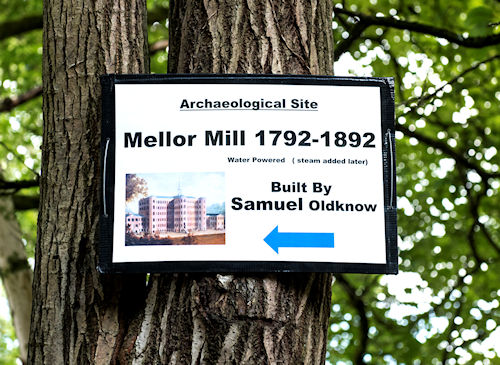 Archaeological Site
Mellor Mill 1792-1892
Water Powered ( steam added later)
Built By
Samuel Oldknow